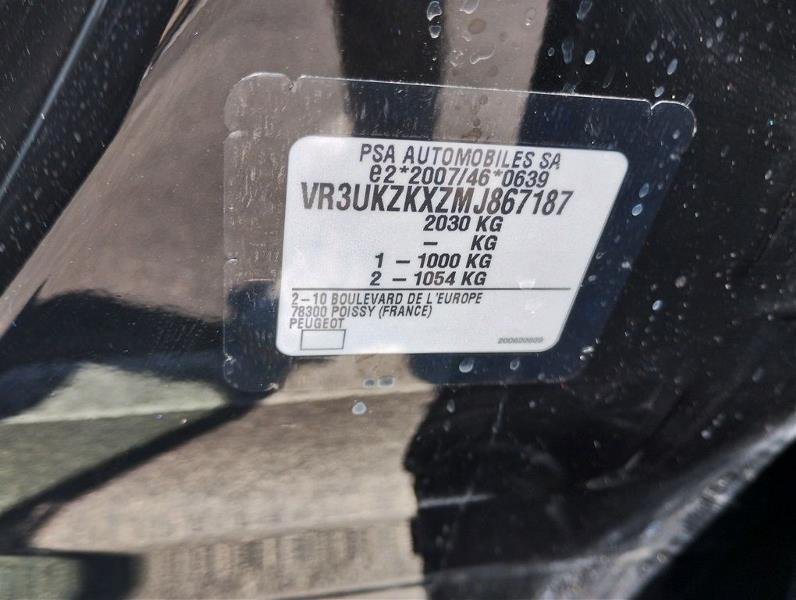 PSA AUTOMOBILES SA
e2*2007/46*0639
VR3UKZKXZMJ867187
2030 KG
– KG
1 – 1000 KG
2 – 1054 KG
2–10 BOULEVARD DE L'EUROPE
78300 POISSY (FRANCE)
PEUGEOT